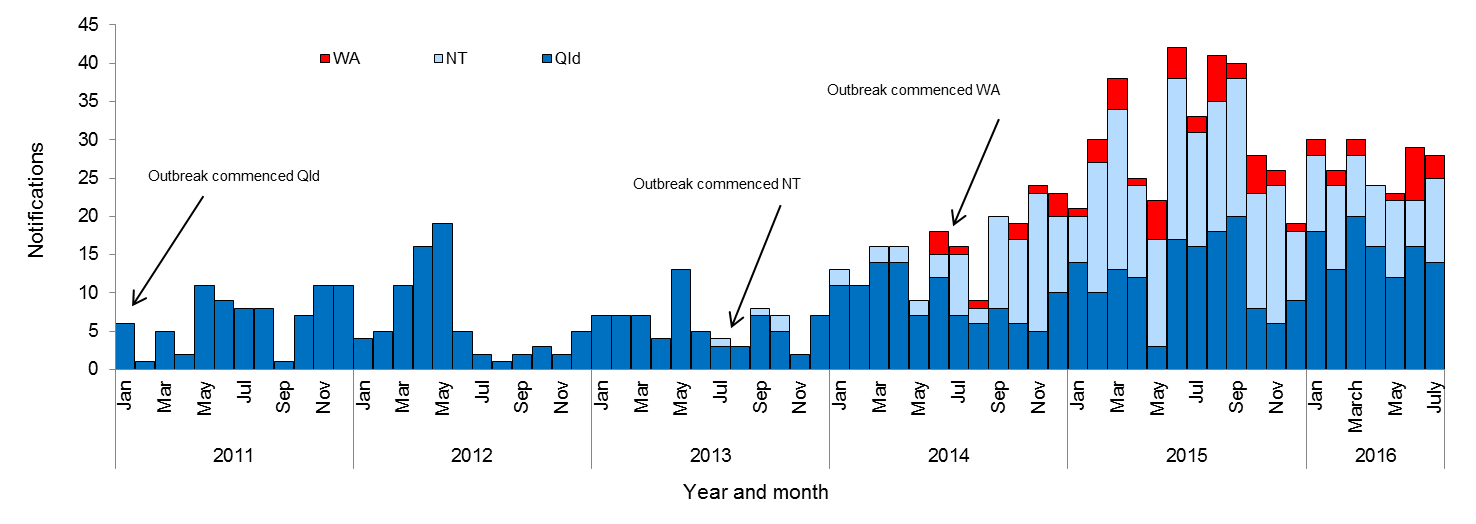 45
40
35
30
25
20
15
10
5
0
Notifications
WA NT Qld
Outbreak commenced Qld
Outbreak commenced NT
Outbreak commenced WA
Jan Mar May Jul Sep Nov Jan Mar May Jul Sep Nov Jan Mar May Jul Sep Nov Jan Mar May Jul Sep Nov Jan Mar May Jul Sep Nov Jan March May July
2011 2012 2013 2014 2015 2016
Year and month